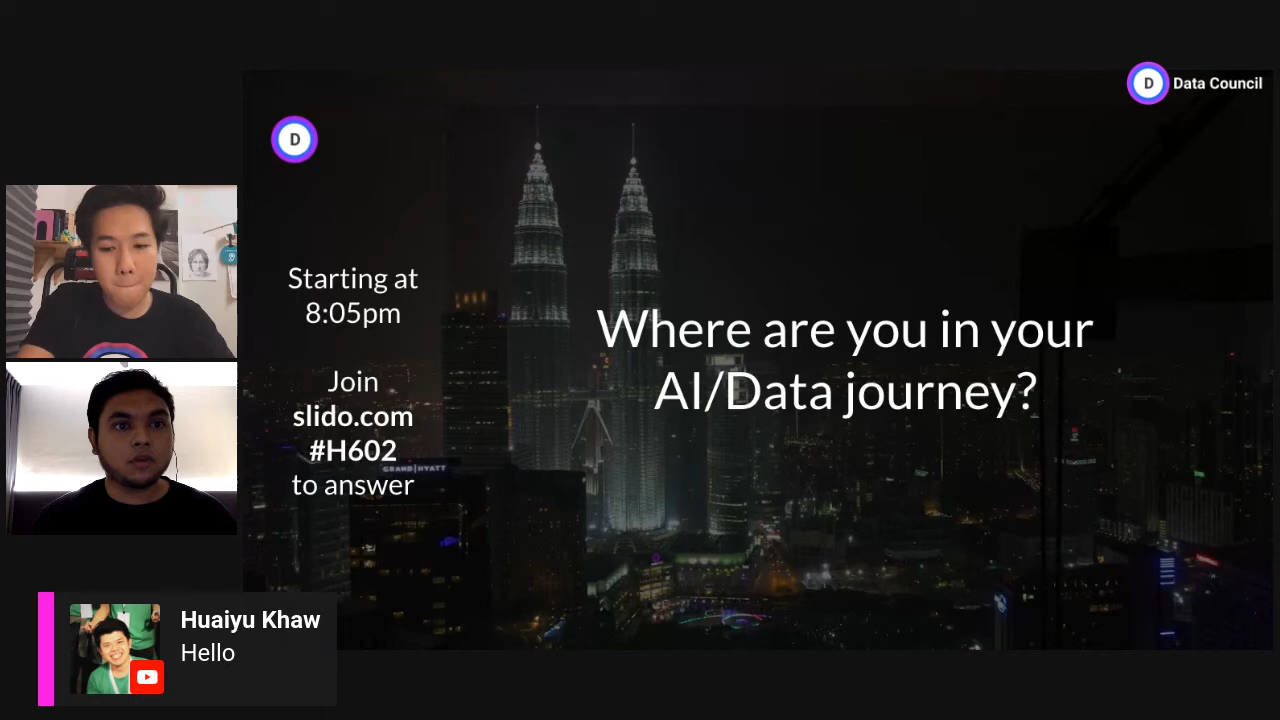 D Data Council
D
Starting at
8:05pm
Join
slido.com
#H602
to answer
Where are you in your
AI/Data journey?
GRAND|HYATT
Huaiyu Khaw
Hello